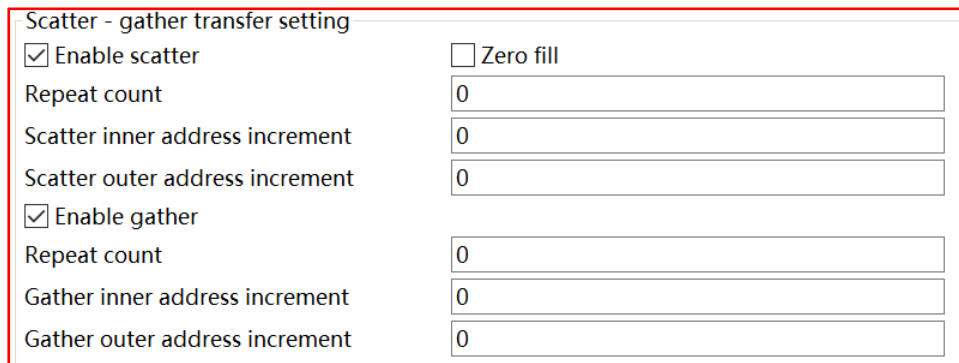 Scatter - gather transfer setting
Enable scatter Zero fill
Repeat count 0
Scatter inner address increment 0
Scatter outer address increment 0
Enable gather
Repeat count 0
Gather inner address increment 0
Gather outer address increment 0